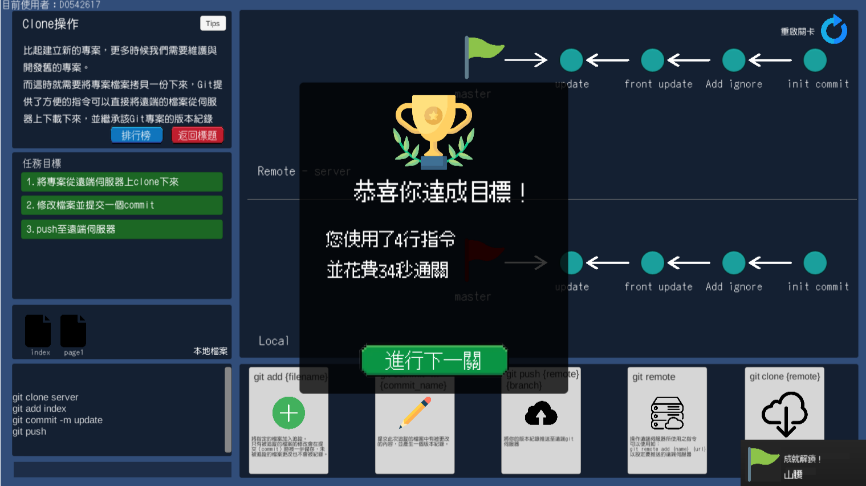 目前使用者：D0542617
Clone操作
Tips
比起建立新的專案，更多時候我們需要維護與
開發舊的專案。
而這時就需要將專案檔案拷貝一份下來，Git提
供了方便的指令可以直接將遠端的檔案從伺服
器上下載下來，並繼承該Git專案的版本紀錄
排行榜
返回標題
任務目標
1.將專案從遠端伺服器上clone下來
2.修改檔案並提交一個commit
3.push至遠端伺服器
index
page1
本地檔案
git clone server
git add index
git commit -m update
git push
重啟關卡
master
update
front update
Add ignore
init commit
Remote - server
恭喜你達成目標！
您使用了4行指令
並花費34秒通關
master
update
front update
Add ignore
init commit
Local
進行下一關
git add {filename}
{commit_name}
git push {remote}
{branch}
git remote
git clone {remote}
成就解鎖！